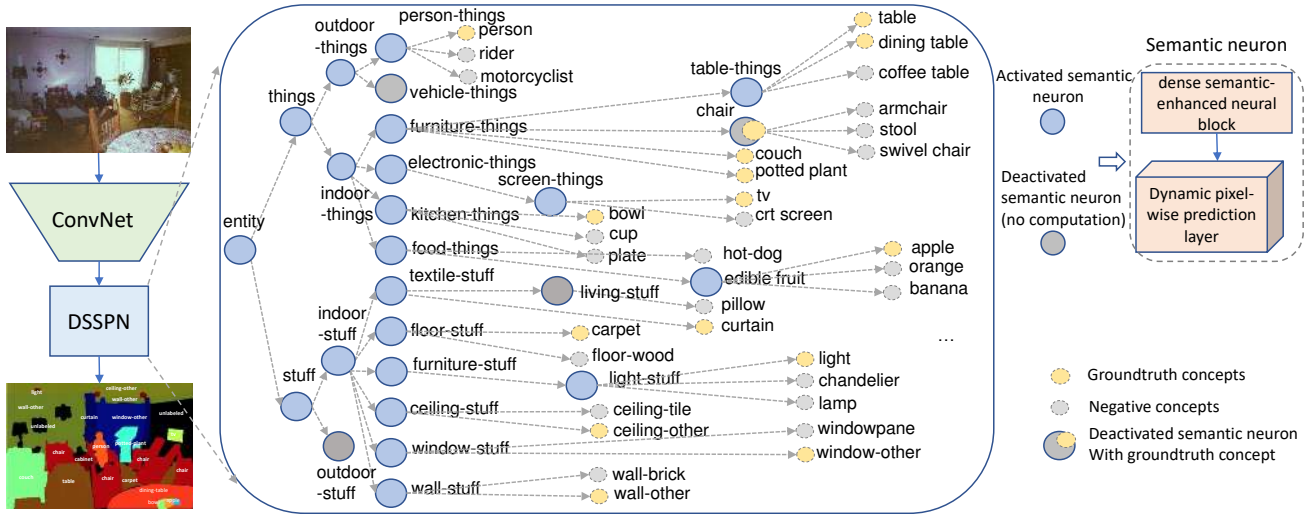 ConvNet
DSSPN
light
ceiling-other
wall-other
wall-other
curtain
window-other
unlabeled
unlabeled
person
potted-plant
chair
cabinet
chair
chair
chair
table
carpet
dining-table
entity
things
stuff
outdoor
-things
indoor
-things
indoor
-stuff
outdoor
-stuff
person-things
person
rider
motorcyclist
vehicle-things
furniture-things
electronic-things
kitchen-things
food-things
textile-stuff
floor-stuff
furniture-stuff
ceiling-stuff
window-stuff
wall-stuff
table-things
table
dining table
coffee table
chair
armchair
stool
swivel chair
couch
potted plant
screen-things
tv
crt screen
bowl
cup
plate
hot-dog
edible fruit
apple
orange
banana
living-stuff
pillow
curtain
carpet
floor-wood
light-stuff
light
chandelier
lamp
ceiling-tile
ceiling-other
windowpane
window-other
wall-brick
wall-other
...
Activated semantic
neuron
Deactivated
semantic neuron
(no computation)
Semantic neuron
dense semantic-
enhanced neural
block
Dynamic pixel-
wise prediction
layer
Groundtruth concepts
Negative concepts
Deactivated semantic neuron
With groundtruth concept